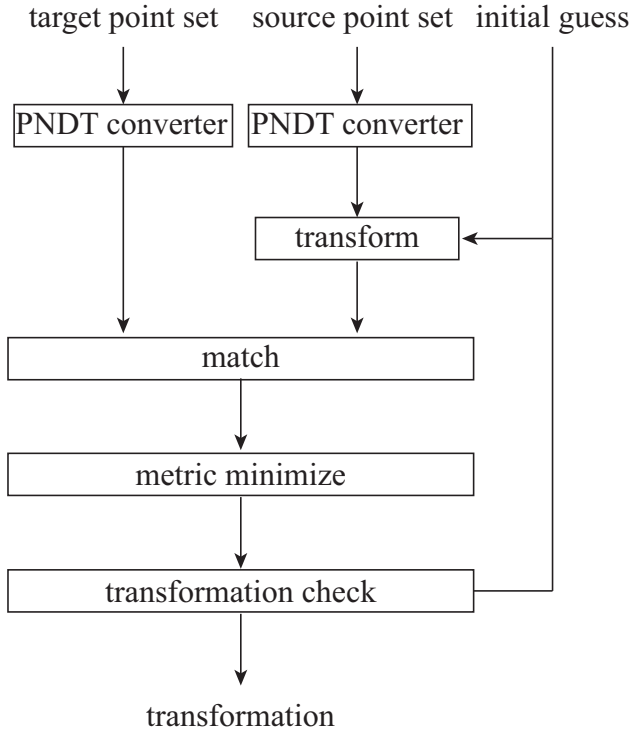 target point set source point set initial guess
PNDT converter PNDT converter
transform
match
metric minimize
transformation check
transformation